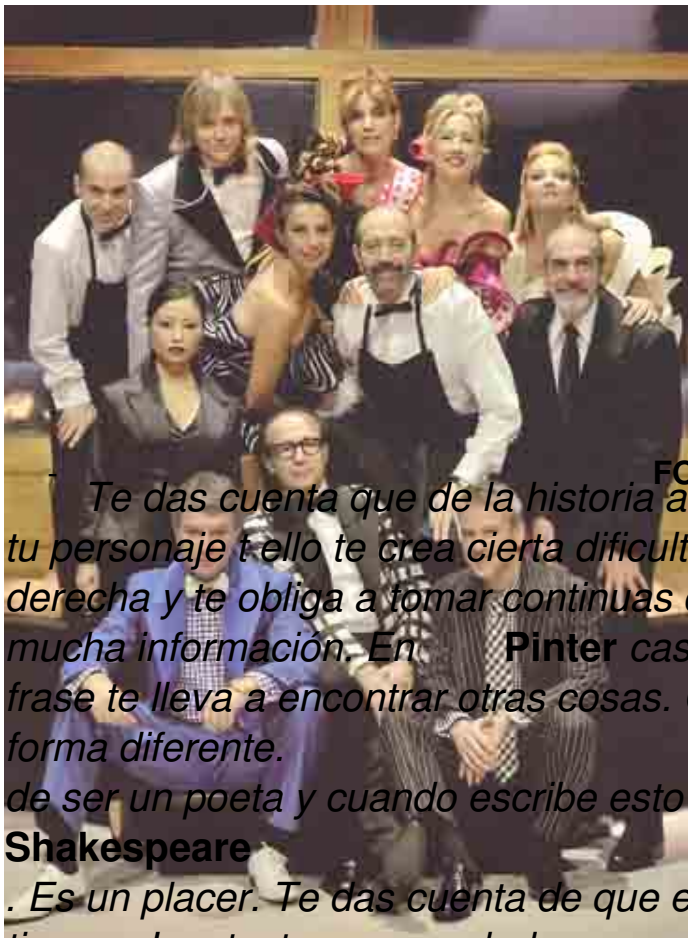 FO
- Te das cuenta que de la historia a
tu personaje t ello te crea cierta dificult
derecha y te obliga a tomar continuas
mucha información. En Pinter cas
frase te lleva a encontrar otras cosas.
forma diferente.
de ser un poeta y cuando escribe esto
Shakespeare
. Es un placer. Te das cuenta de que e